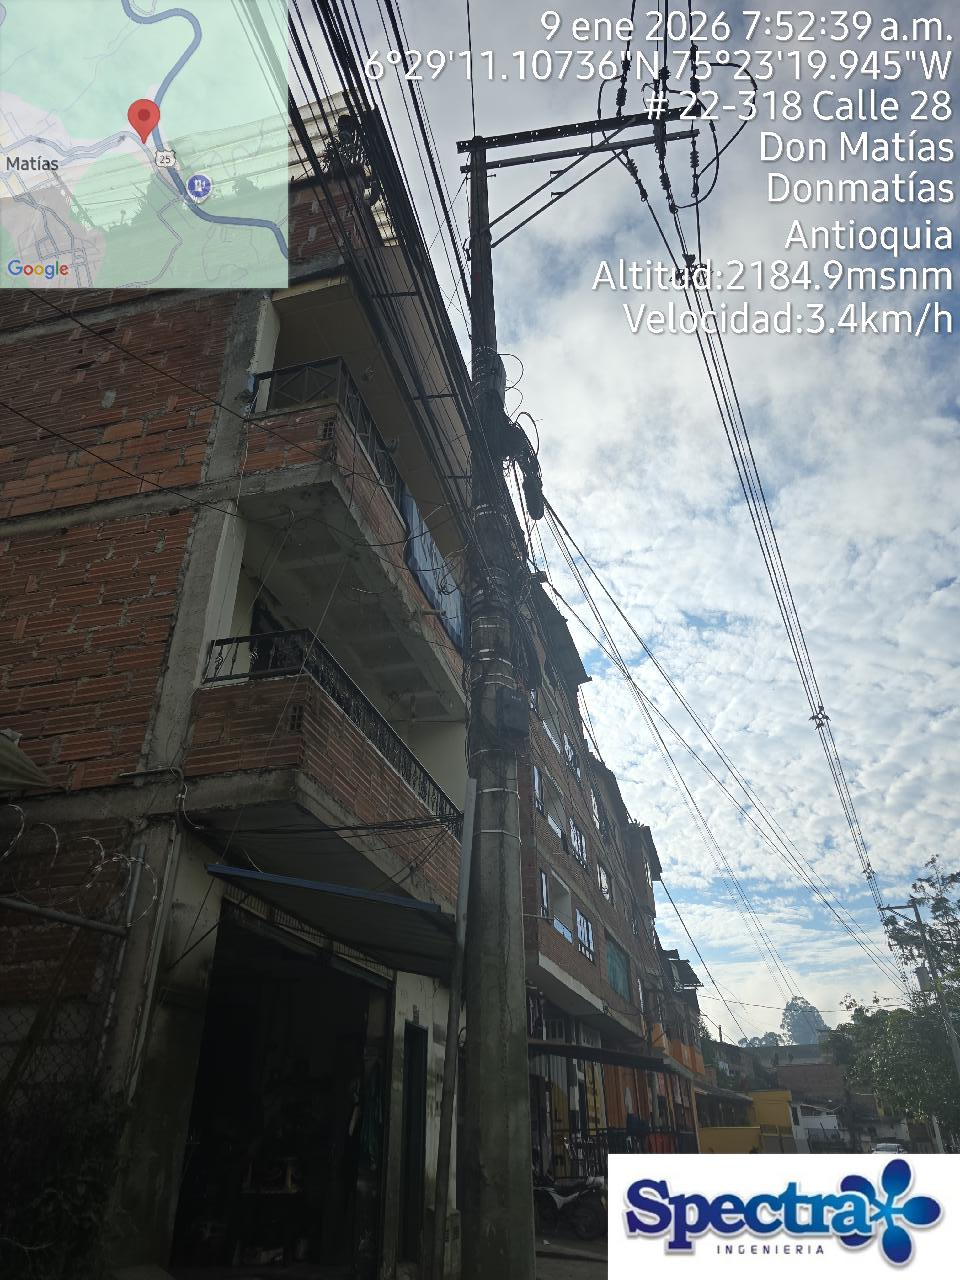 9 ene 2026 7:52:39 a.m.
6°29'11.10736"N 75°23'19.945"W
# 22-318 Calle 28
Don Matías
Donmatías
Antioquia
Altitud:2184.9msnm
Velocidad:3.4km/h
Matías
25
Google
Spectra
INGENIERIA